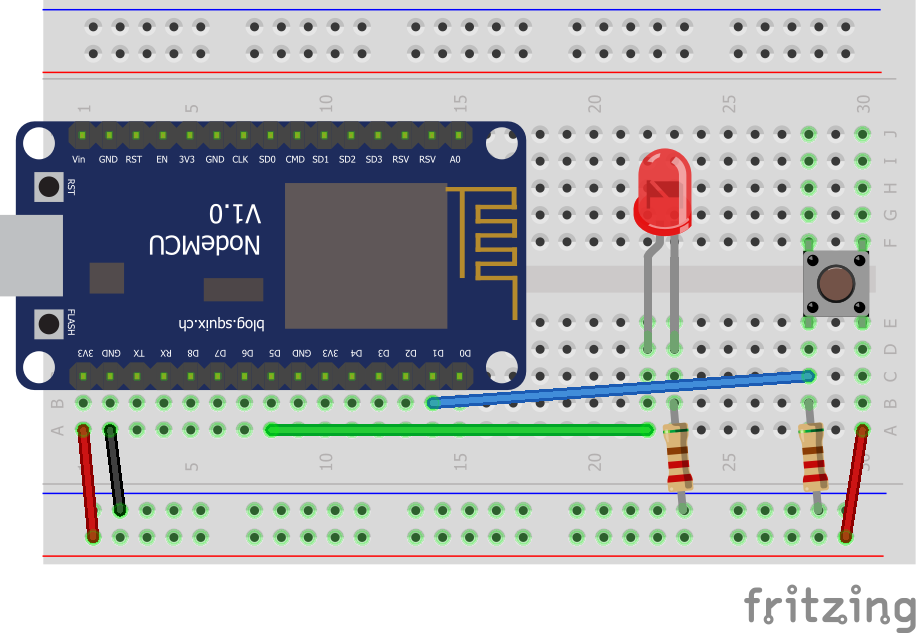 1 5 10 15 20 25 30
J
I
H
G
F
Vin GND RST EN 3V3 GND CLK SD0 CMD SD1 SD2 SD3 RSV RSV A0
RST
V1.0
NodeMCU
FLASH
blog.squix.ch
3V3 GND TX RX D8 D7 D6 D5 GND 3V3 D4 D3 D2 D1 D0
E
D
C
B B
A A
5 10 15 20 25 30
fritzing